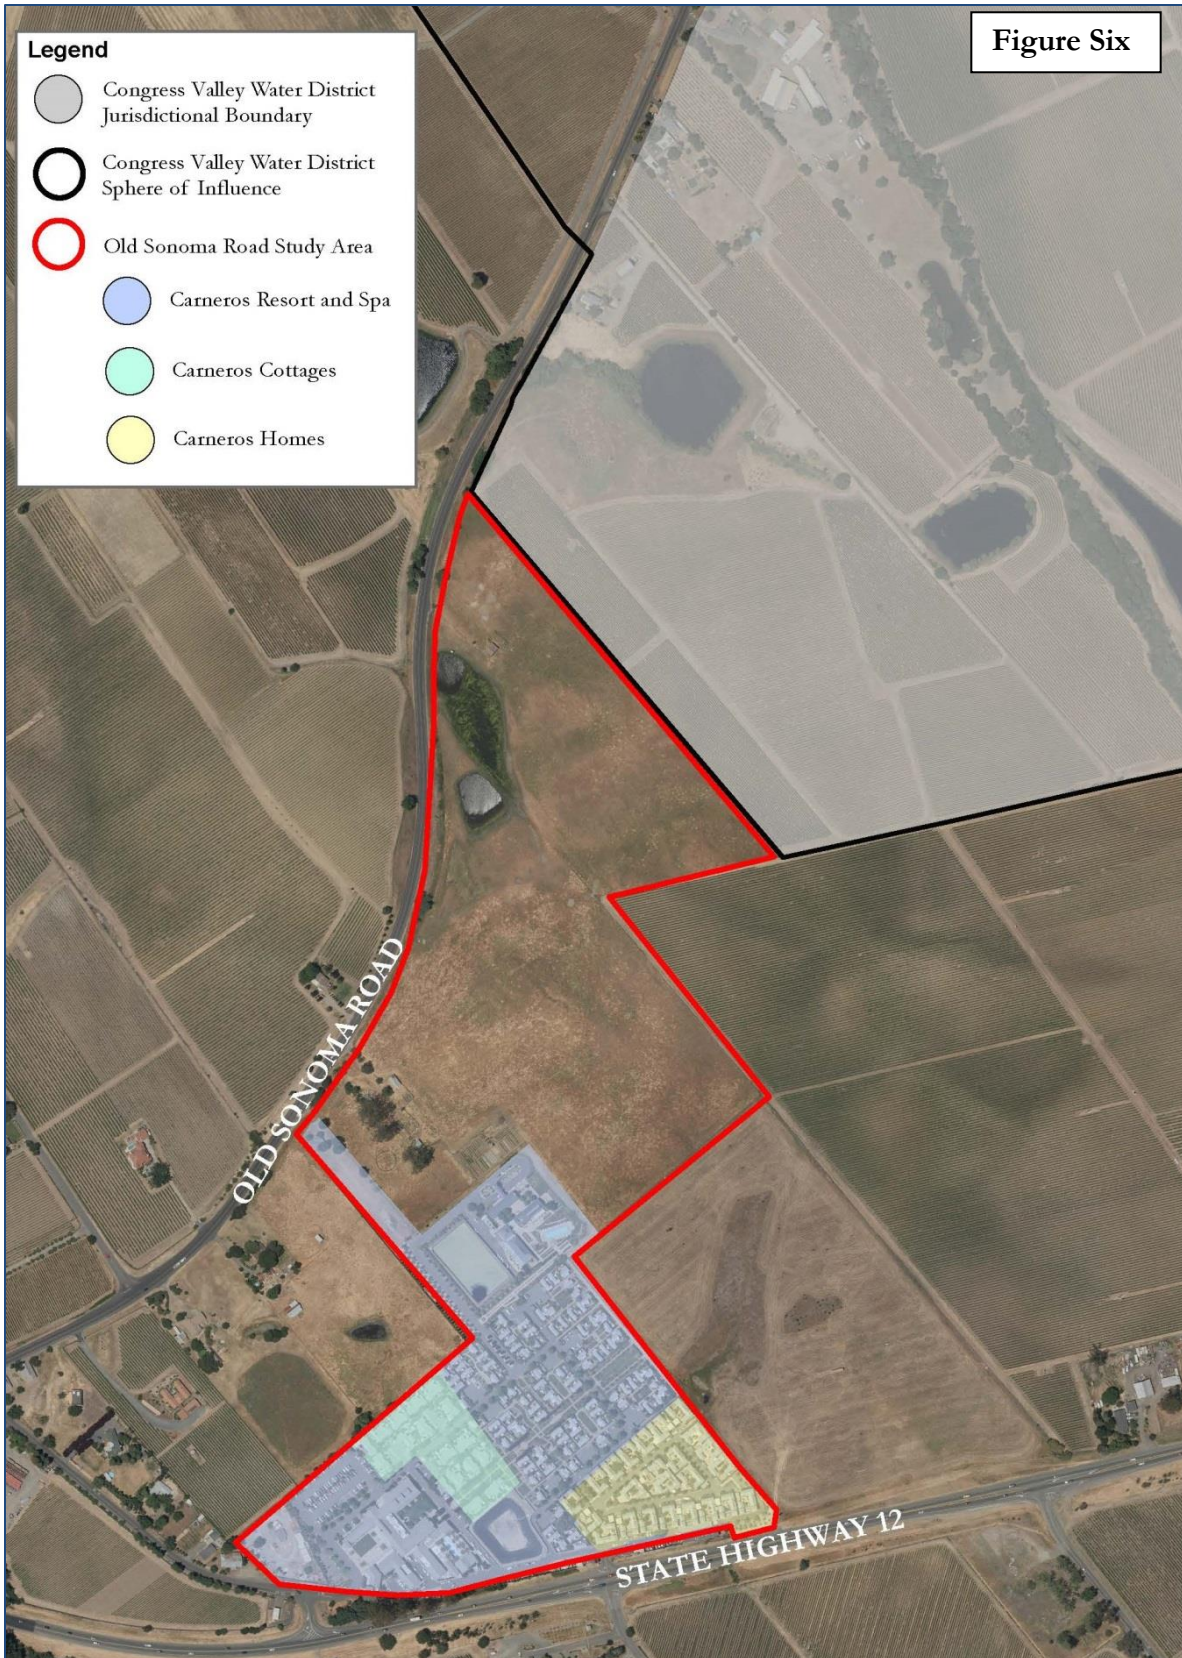 Figure Six
Legend
Congress Valley Water District
Jurisdictional Boundary
Congress Valley Water District
Sphere of Influence
Old Sonoma Road Study Area
Carneros Resort and Spa
Carneros Cottages
Carneros Homes
OLD SONOMA ROAD
STATE HIGHWAY 12